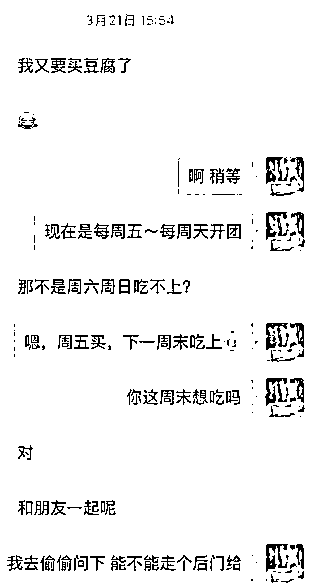 3月21日 15:54
我又要买豆腐了
啊 稍等
现在是每周五～每周天开团
那不是周六周日吃不上？
嗯，周五买，下一周末吃上
你这周末想吃吗
对
和朋友一起呢
我去偷偷问下 能不能走个后门给